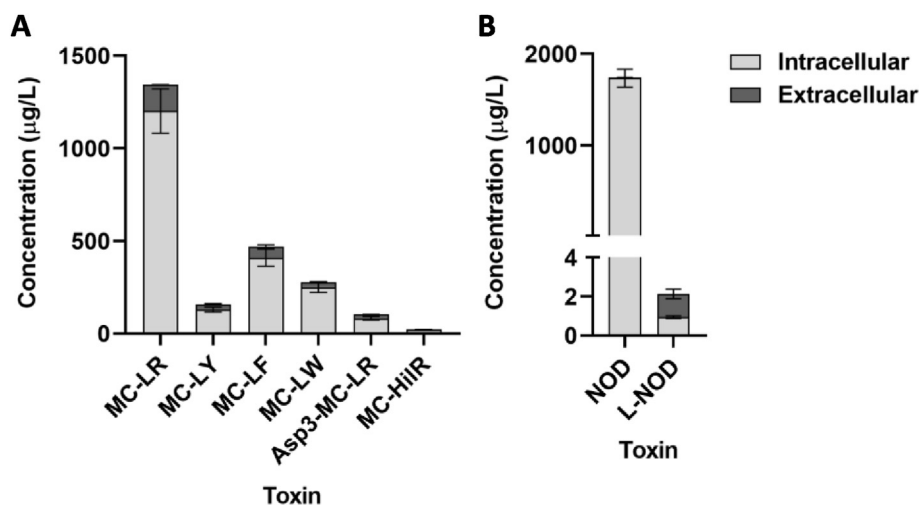 A
Concentration (µg/L)
1500
1000
500
0
MC-LR
MC-LY
MC-LF
MC-LW
Asp3-MC-LR
MC-HilR
Toxin
B
Concentration (µg/L)
2000
1000
4
2
0
NOD
L-NOD
Toxin
Intracellular
Extracellular